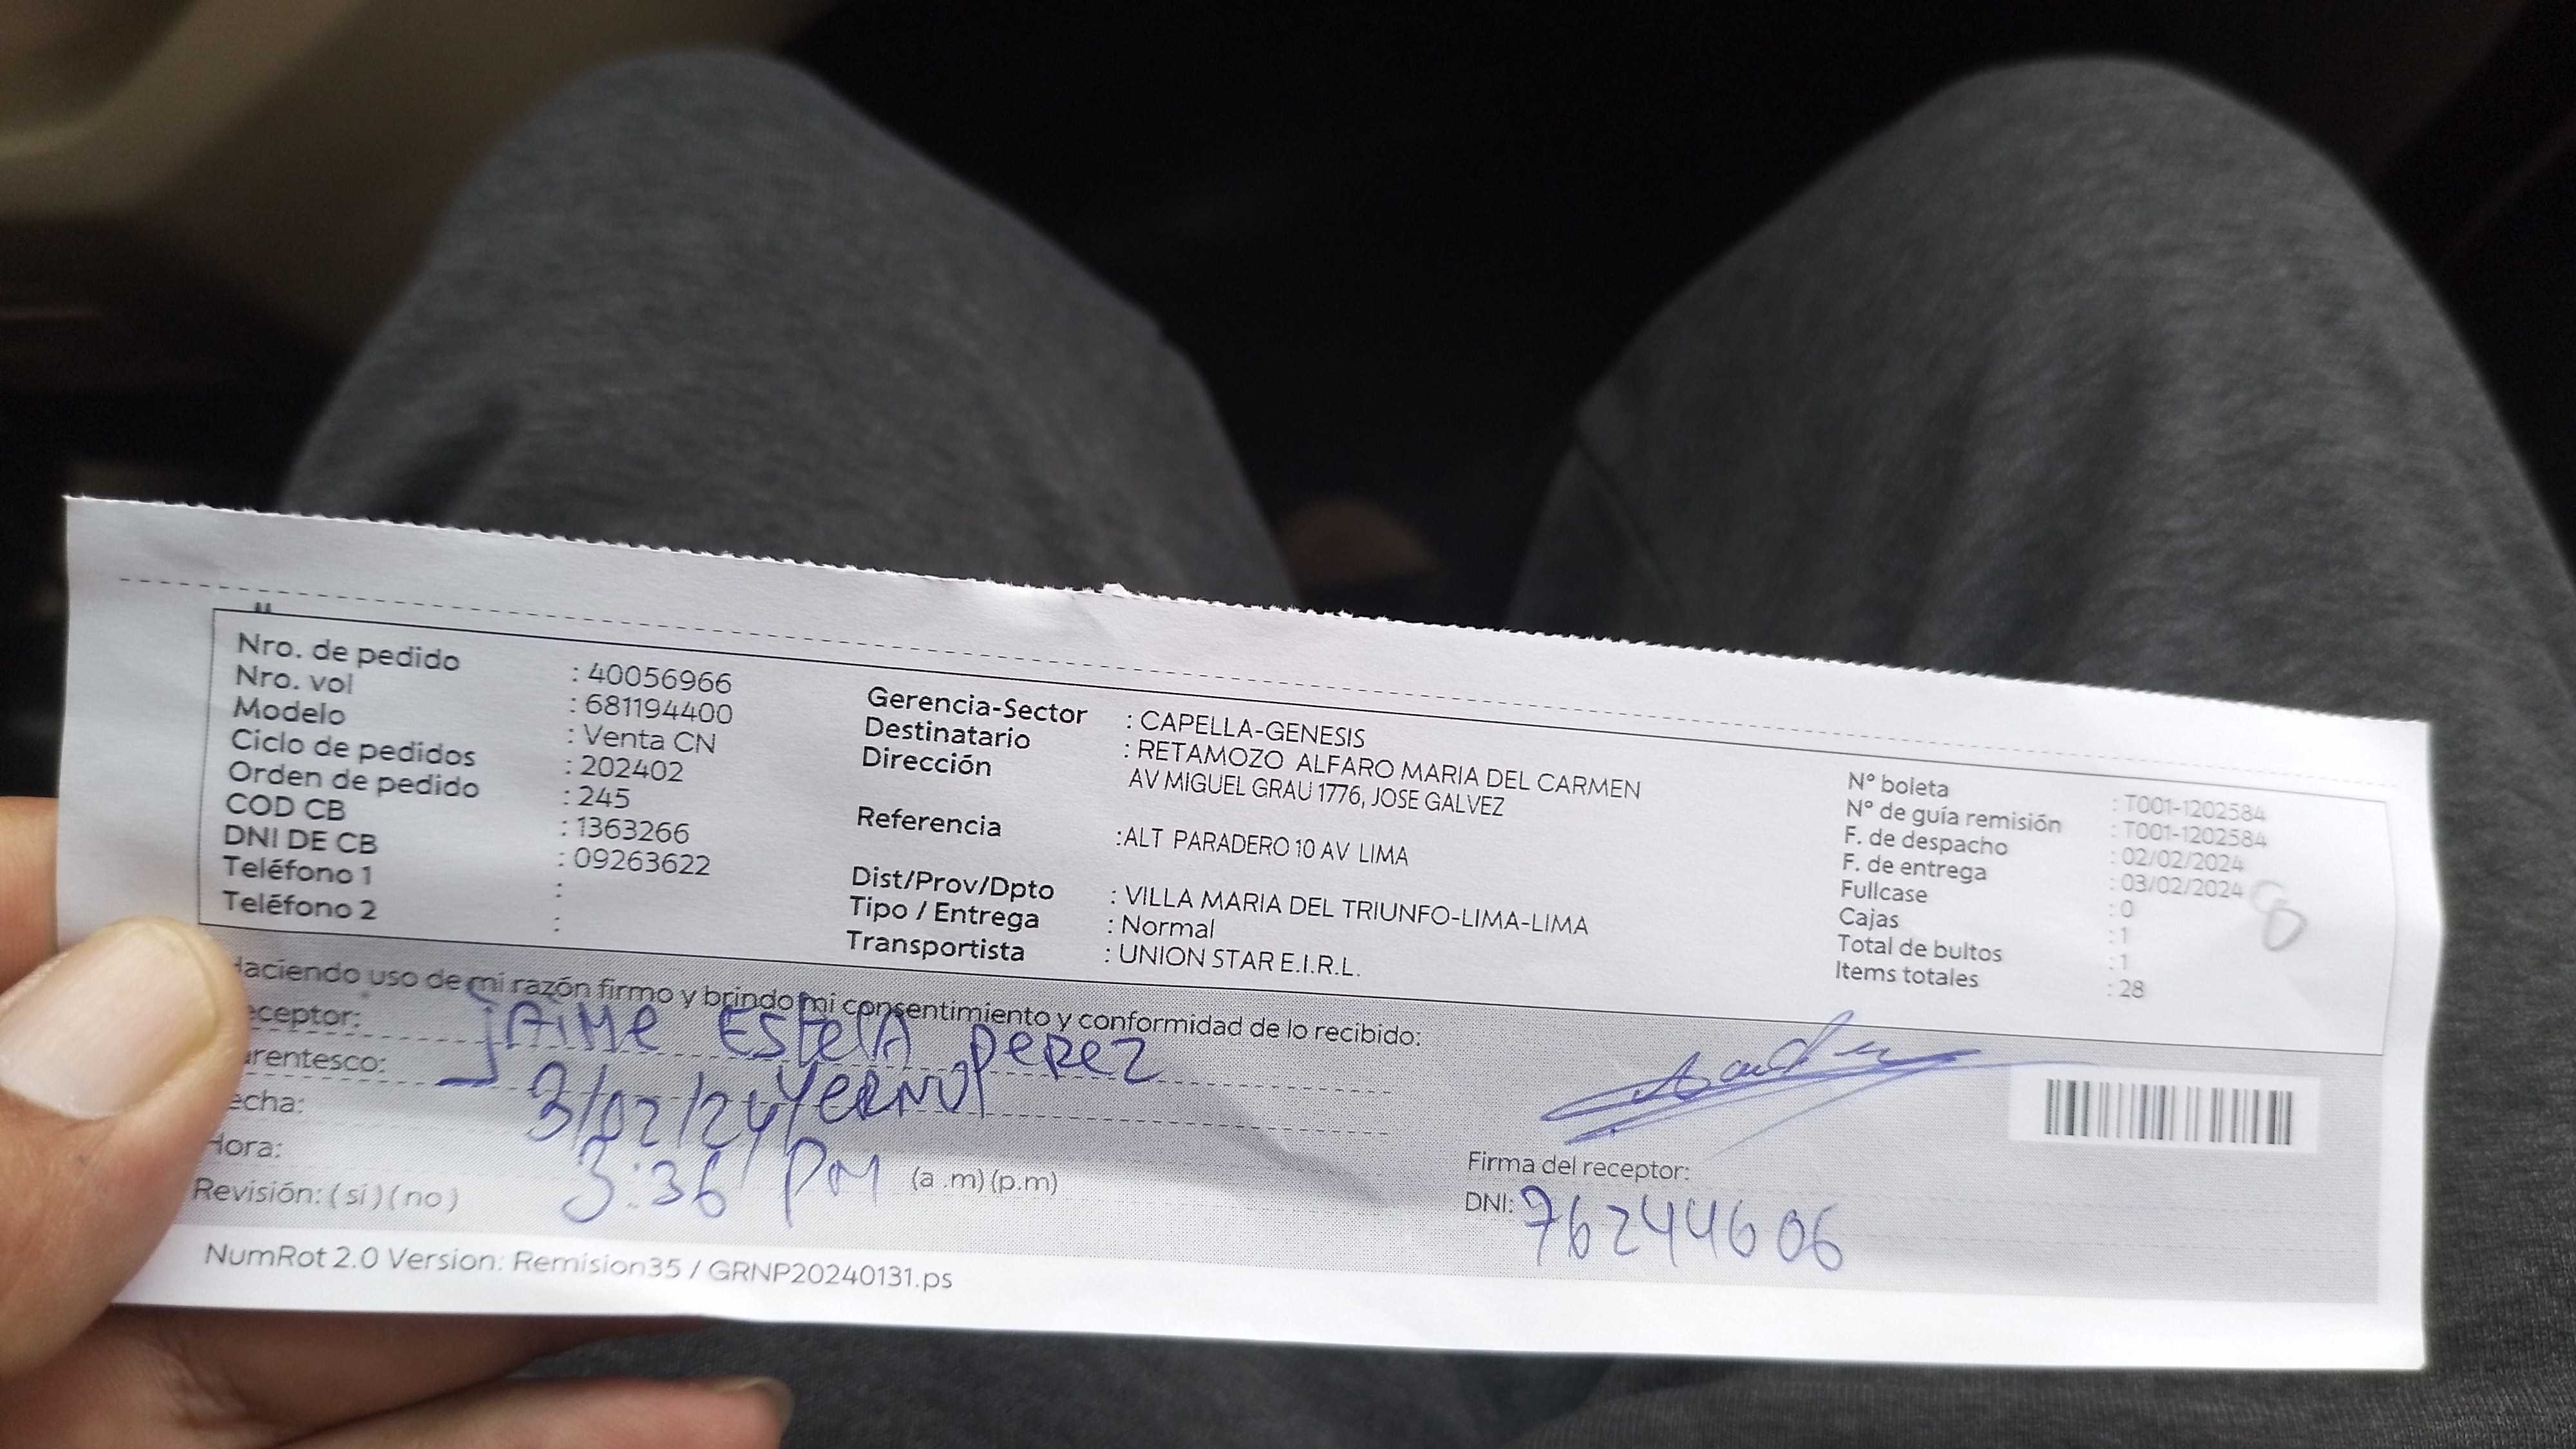 Nro. de pedido : 40056966
Nro. vol : 681194400
Modelo : Venta CN
Ciclo de pedidos : 202402
Orden de pedido : 245
COD CB : 1363266
DNI DE CB : 09263622
Teléfono 1 :
Teléfono 2 :
Gerencia-Sector : CAPELLA-GENESIS
Destinatario : RETAMOZO ALFARO MARIA DEL CARMEN
Dirección AV MIGUEL GRAU 1776, JOSE GALVEZ
Referencia :ALT PARADERO 10 AV LIMA
Dist/Prov/Dpto : VILLA MARIA DEL TRIUNFO-LIMA-LIMA
Tipo / Entrega : Normal
Transportista : UNION STAR E.I.R.L.
N° boleta : T001-1202584
N° de guía remisión : T001-1202584
F. de despacho : 02/02/2024
F. de entrega : 03/02/2024
Fullcase : 0
Cajas : 1
Total de bultos : 1
Items totales : 28
Haciendo uso de mi razón firmo y brindo mi consentimiento y conformidad de lo recibido:
eceptor: JAIME ESTELA PEREZ
arentesco: YERNO
echa: 3/02/24
Hora: 3:36 PM (a .m) (p.m)
Revisión: ( si ) ( no )
Firma del receptor:
DNI: 76244606
NumRot 2.0 Version: Remision35 / GRNP20240131.ps